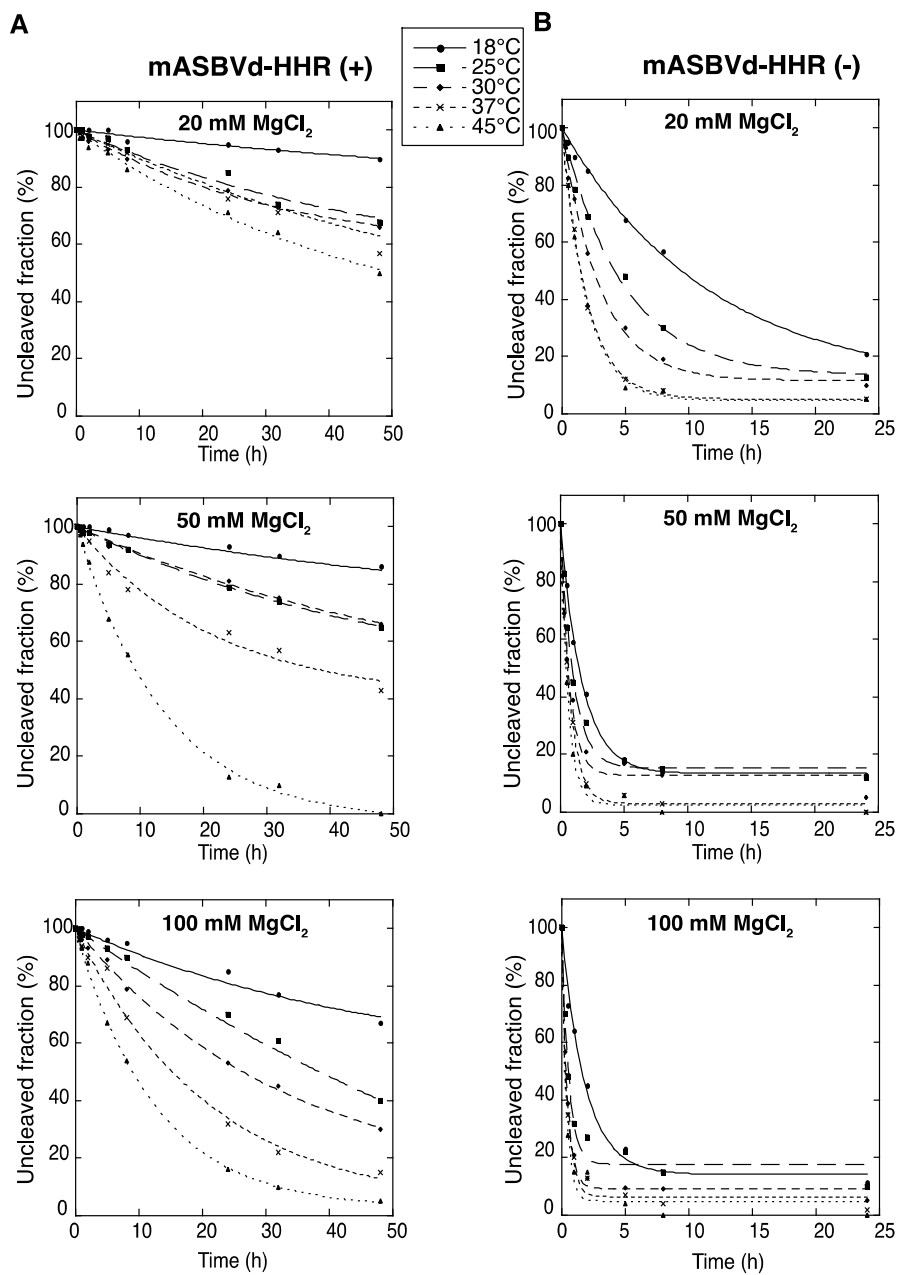 A
mASBVd-HHR (+)
18°C
25°C
30°C
37°C
45°C
B
mASBVd-HHR (-)
20 mM MgCl₂
Uncleaved fraction (%)
100
80
60
40
20
0
0 10 20 30 40 50
Time (h)
20 mM MgCl₂
Uncleaved fraction (%)
100
80
60
40
20
0
0 5 10 15 20 25
Time (h)
50 mM MgCl₂
Uncleaved fraction (%)
100
80
60
40
20
0
0 10 20 30 40 50
Time (h)
50 mM MgCl₂
Uncleaved fraction (%)
100
80
60
40
20
0
0 5 10 15 20 25
Time (h)
100 mM MgCl₂
Uncleaved fraction (%)
100
80
60
40
20
0
0 10 20 30 40 50
Time (h)
100 mM MgCl₂
Uncleaved fraction (%)
100
80
60
40
20
0
0 5 10 15 20 25
Time (h)